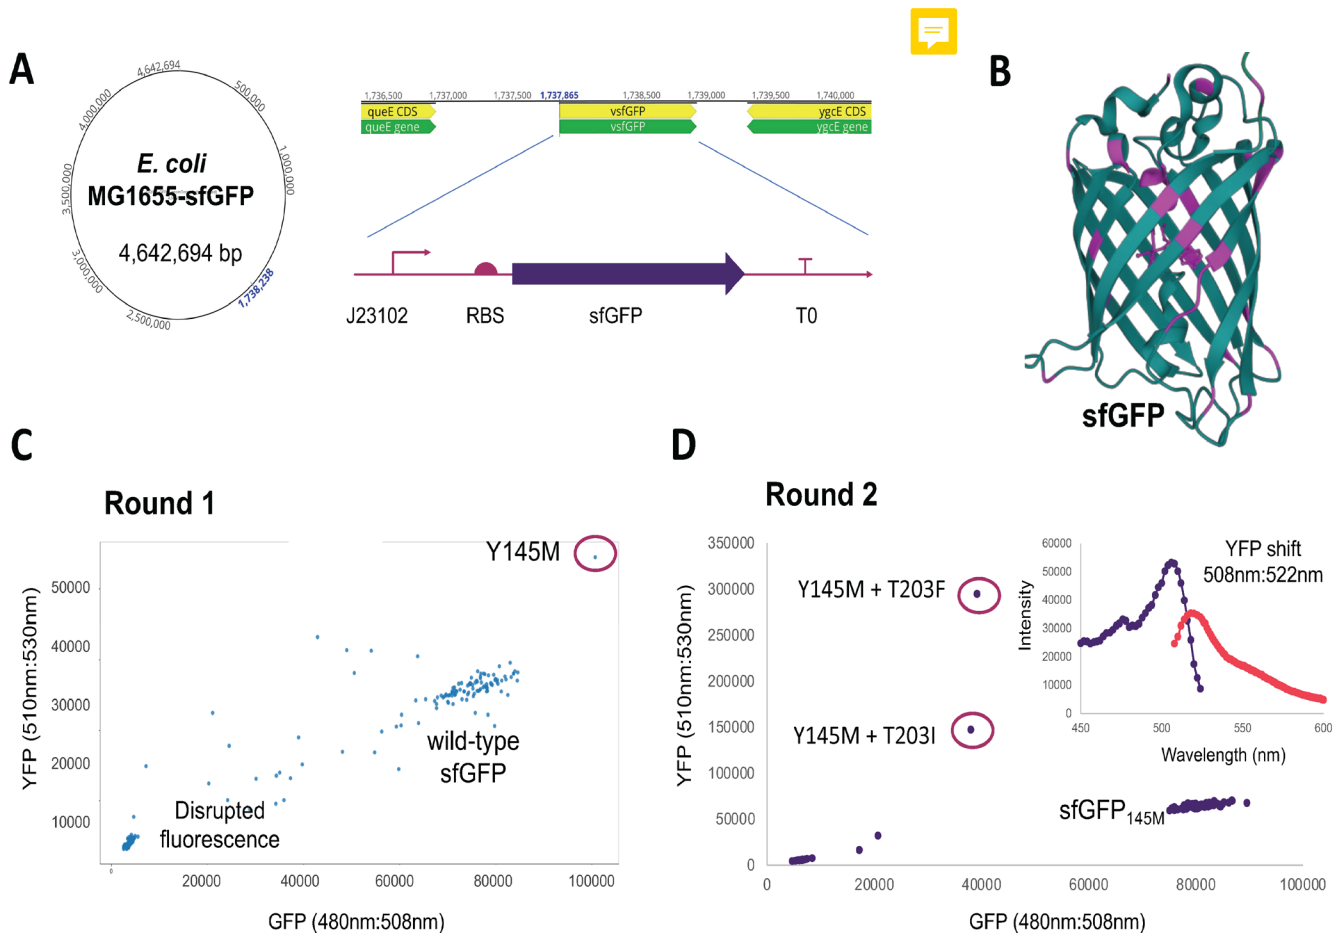 A
4,642,694
500,000
1,000,000
1,738,238
2,500,000
3,000,000
3,500,000
4,000,000
E. coli
MG1655-sfGFP
4,642,694 bp
1,736,500 1,737,000 1,737,500 1,737,865 1,738,500 1,739,000 1,739,500 1,740,000
queE CDS vsfGFP ygcE CDS
queE gene vsfGFP ygcE gene
J23102 RBS sfGFP T0
B
sfGFP
C
Round 1
YFP (510nm:530nm)
50000
40000
30000
20000
10000
Y145M
wild-type
sfGFP
Disrupted
fluorescence
0 20000 40000 60000 80000 100000
GFP (480nm:508nm)
D
Round 2
YFP (510nm:530nm)
350000
300000
250000
200000
150000
100000
50000
0
Y145M + T203F
Y145M + T203I
sfGFP145M
0 20000 40000 60000 80000 100000
GFP (480nm:508nm)
YFP shift
508nm:522nm
Intensity
60000
50000
40000
30000
20000
10000
0
450 500 550 600
Wavelength (nm)